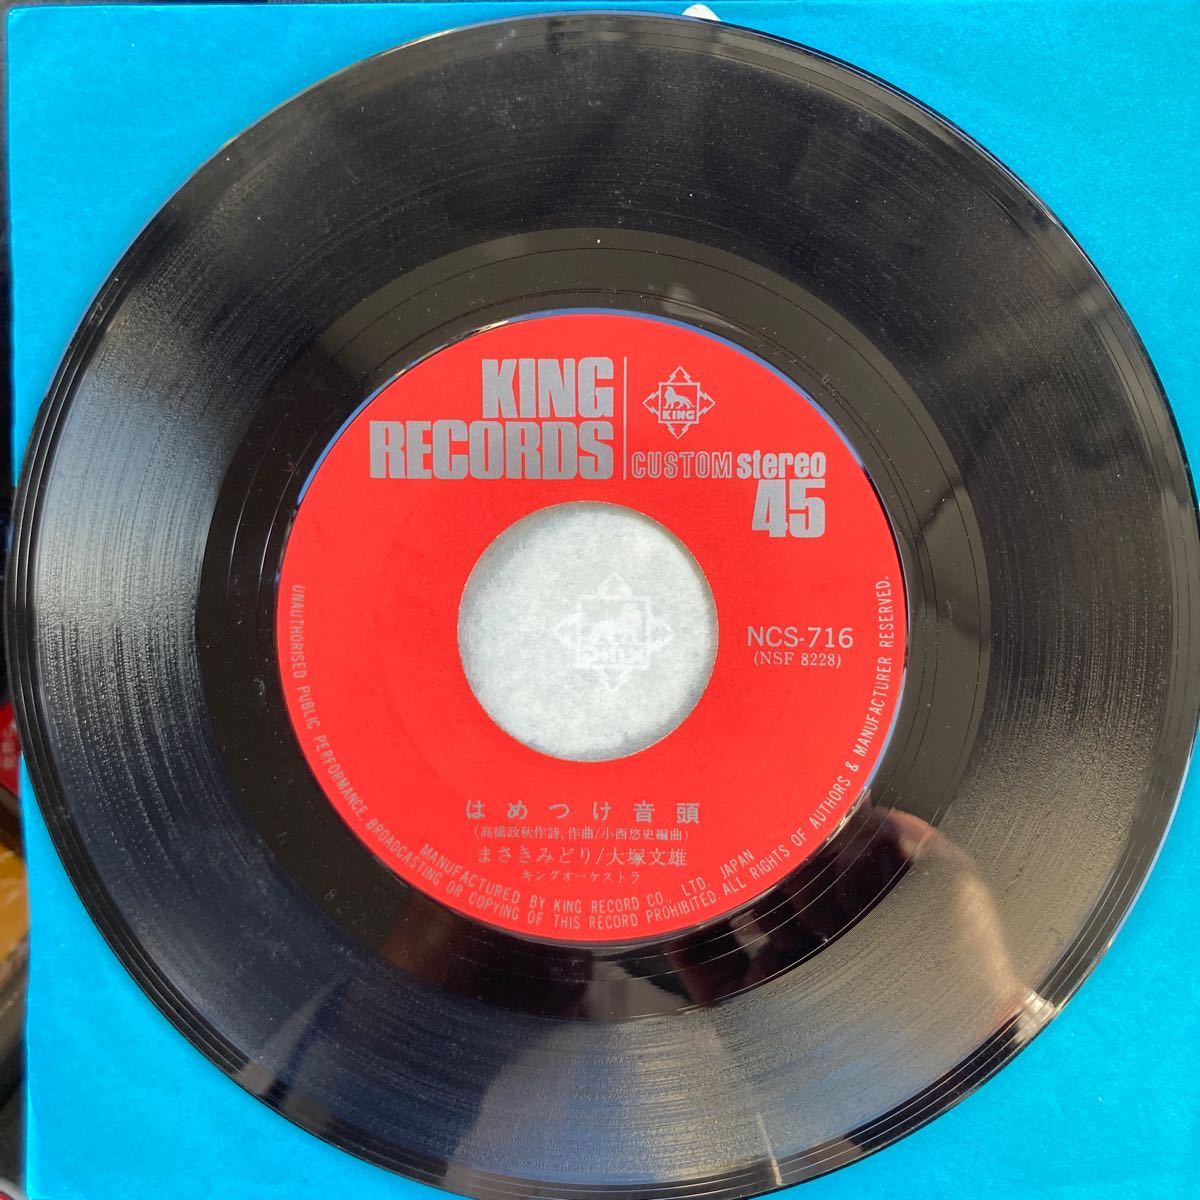 KING
RECORDS
KING
CUSTOM stereo
45
NCS-716
(NSF 8228)
はめつけ音頭
(高橋政秋作詩、作曲/小西悠史編曲)
まさきみどり/大塚文雄
キングオーケストラ
MANUFACTURED BY KING RECORD CO., LTD. JAPAN
UNAUTHORISED PUBLIC PERFORMANCE, BROADCASTING OR COPYING OF THIS RECORD PROHIBITED. ALL RIGHTS OF AUTHORS & MANUFACTURER RESERVED.